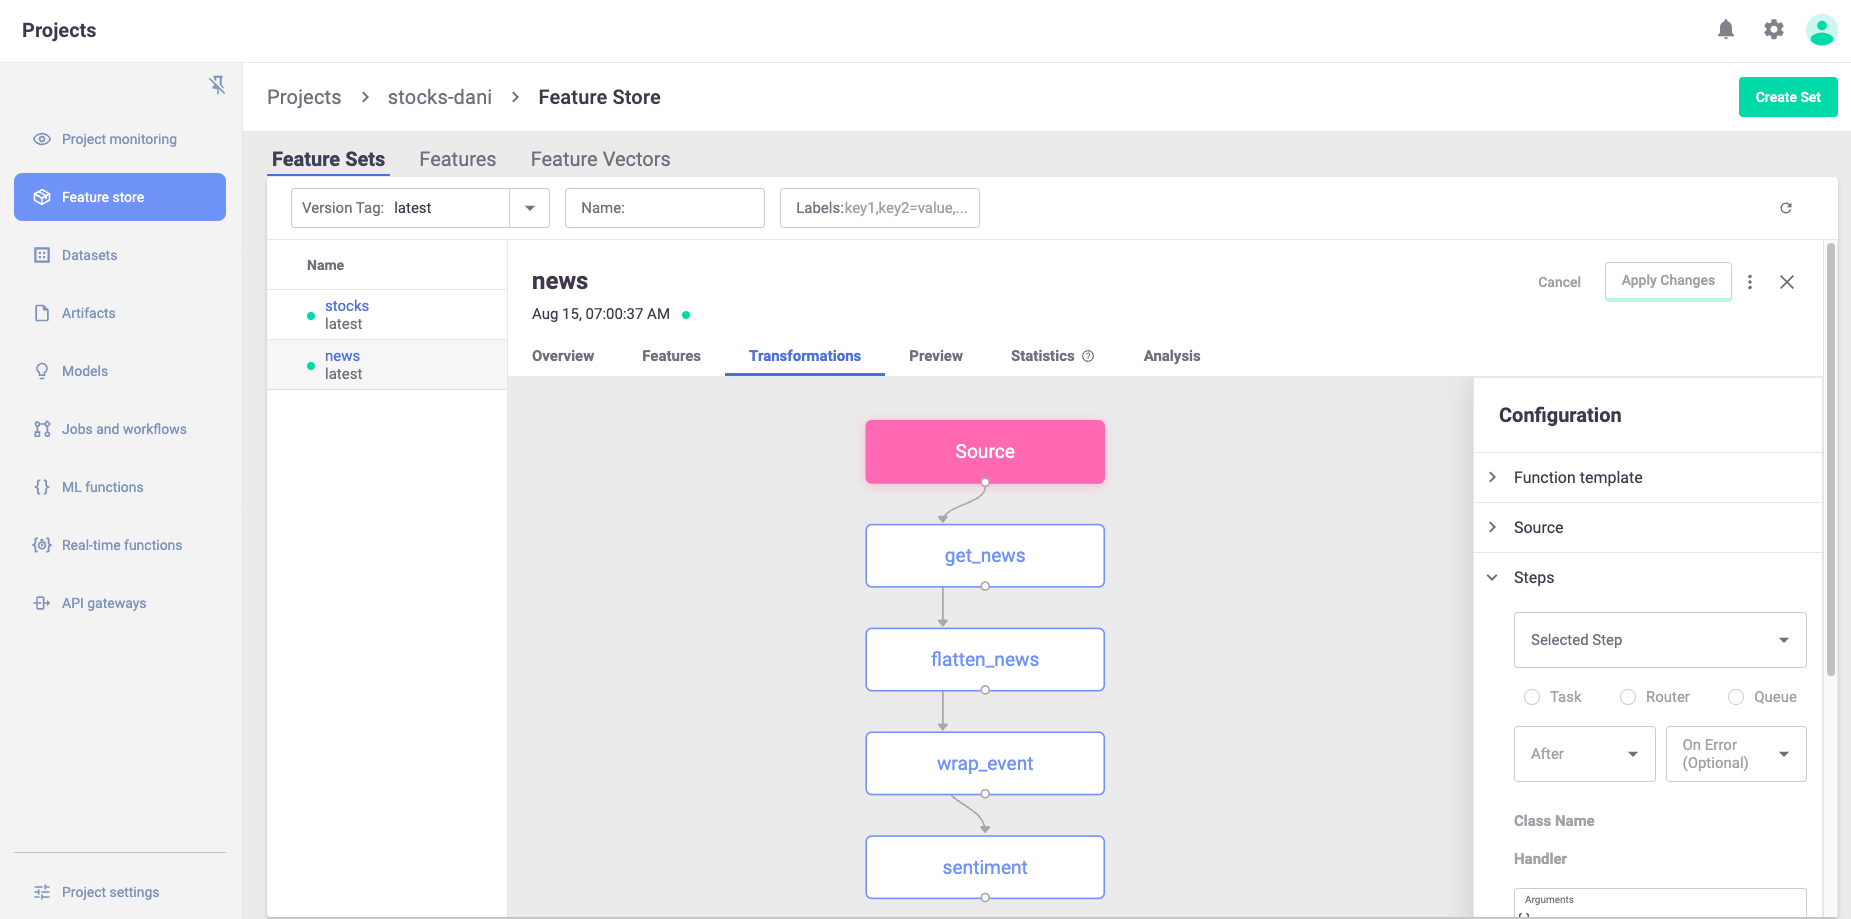 Projects
Projects > stocks-dani > Feature Store
Create Set
Project monitoring
Feature store
Datasets
Artifacts
Models
Jobs and workflows
ML functions
Real-time functions
API gateways
Project settings
Feature Sets Features Feature Vectors
Version Tag: latest Name: Labels:key1,key2=value,...
Name
stocks
latest
news
latest
news
Aug 15, 07:00:37 AM
Cancel Apply Changes
Overview Features Transformations Preview Statistics Analysis
Source
get_news
flatten_news
wrap_event
sentiment
Configuration
Function template
Source
Steps
Selected Step
Task Router Queue
After
On Error
(Optional)
Class Name
Handler
Arguments